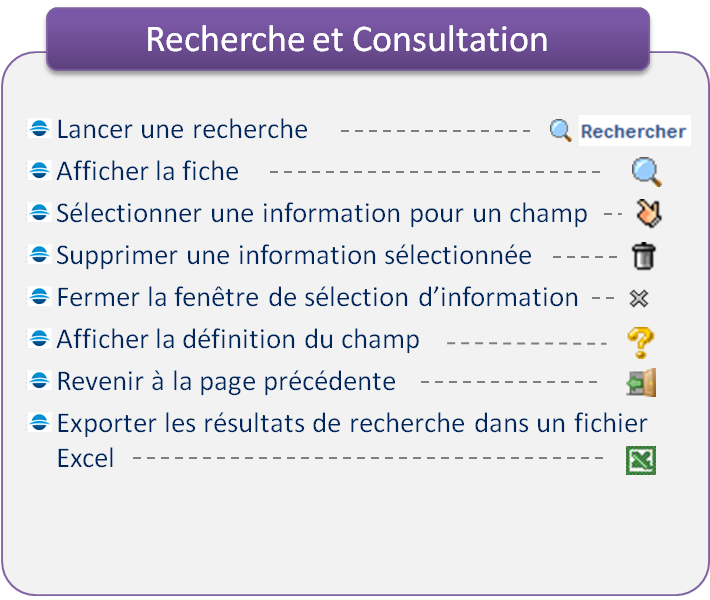 Recherche et Consultation
Lancer une recherche
Rechercher
Afficher la fiche
Sélectionner une information pour un champ
Supprimer une information sélectionnée
Fermer la fenêtre de sélection d’information
Afficher la définition du champ
Revenir à la page précédente
Exporter les résultats de recherche dans un fichier
Excel